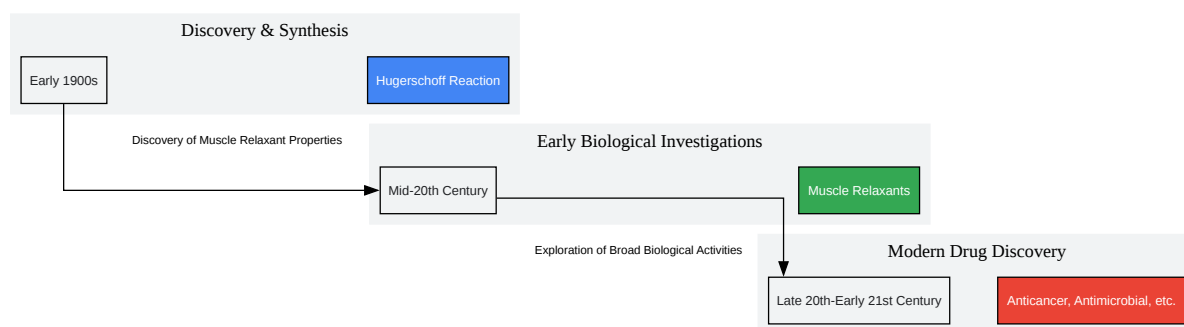 Discovery & Synthesis
Early 1900s
Hugerschoff Reaction
Discovery of Muscle Relaxant Properties
Early Biological Investigations
Mid-20th Century
Muscle Relaxants
Exploration of Broad Biological Activities
Modern Drug Discovery
Late 20th-Early 21st Century
Anticancer, Antimicrobial, etc.